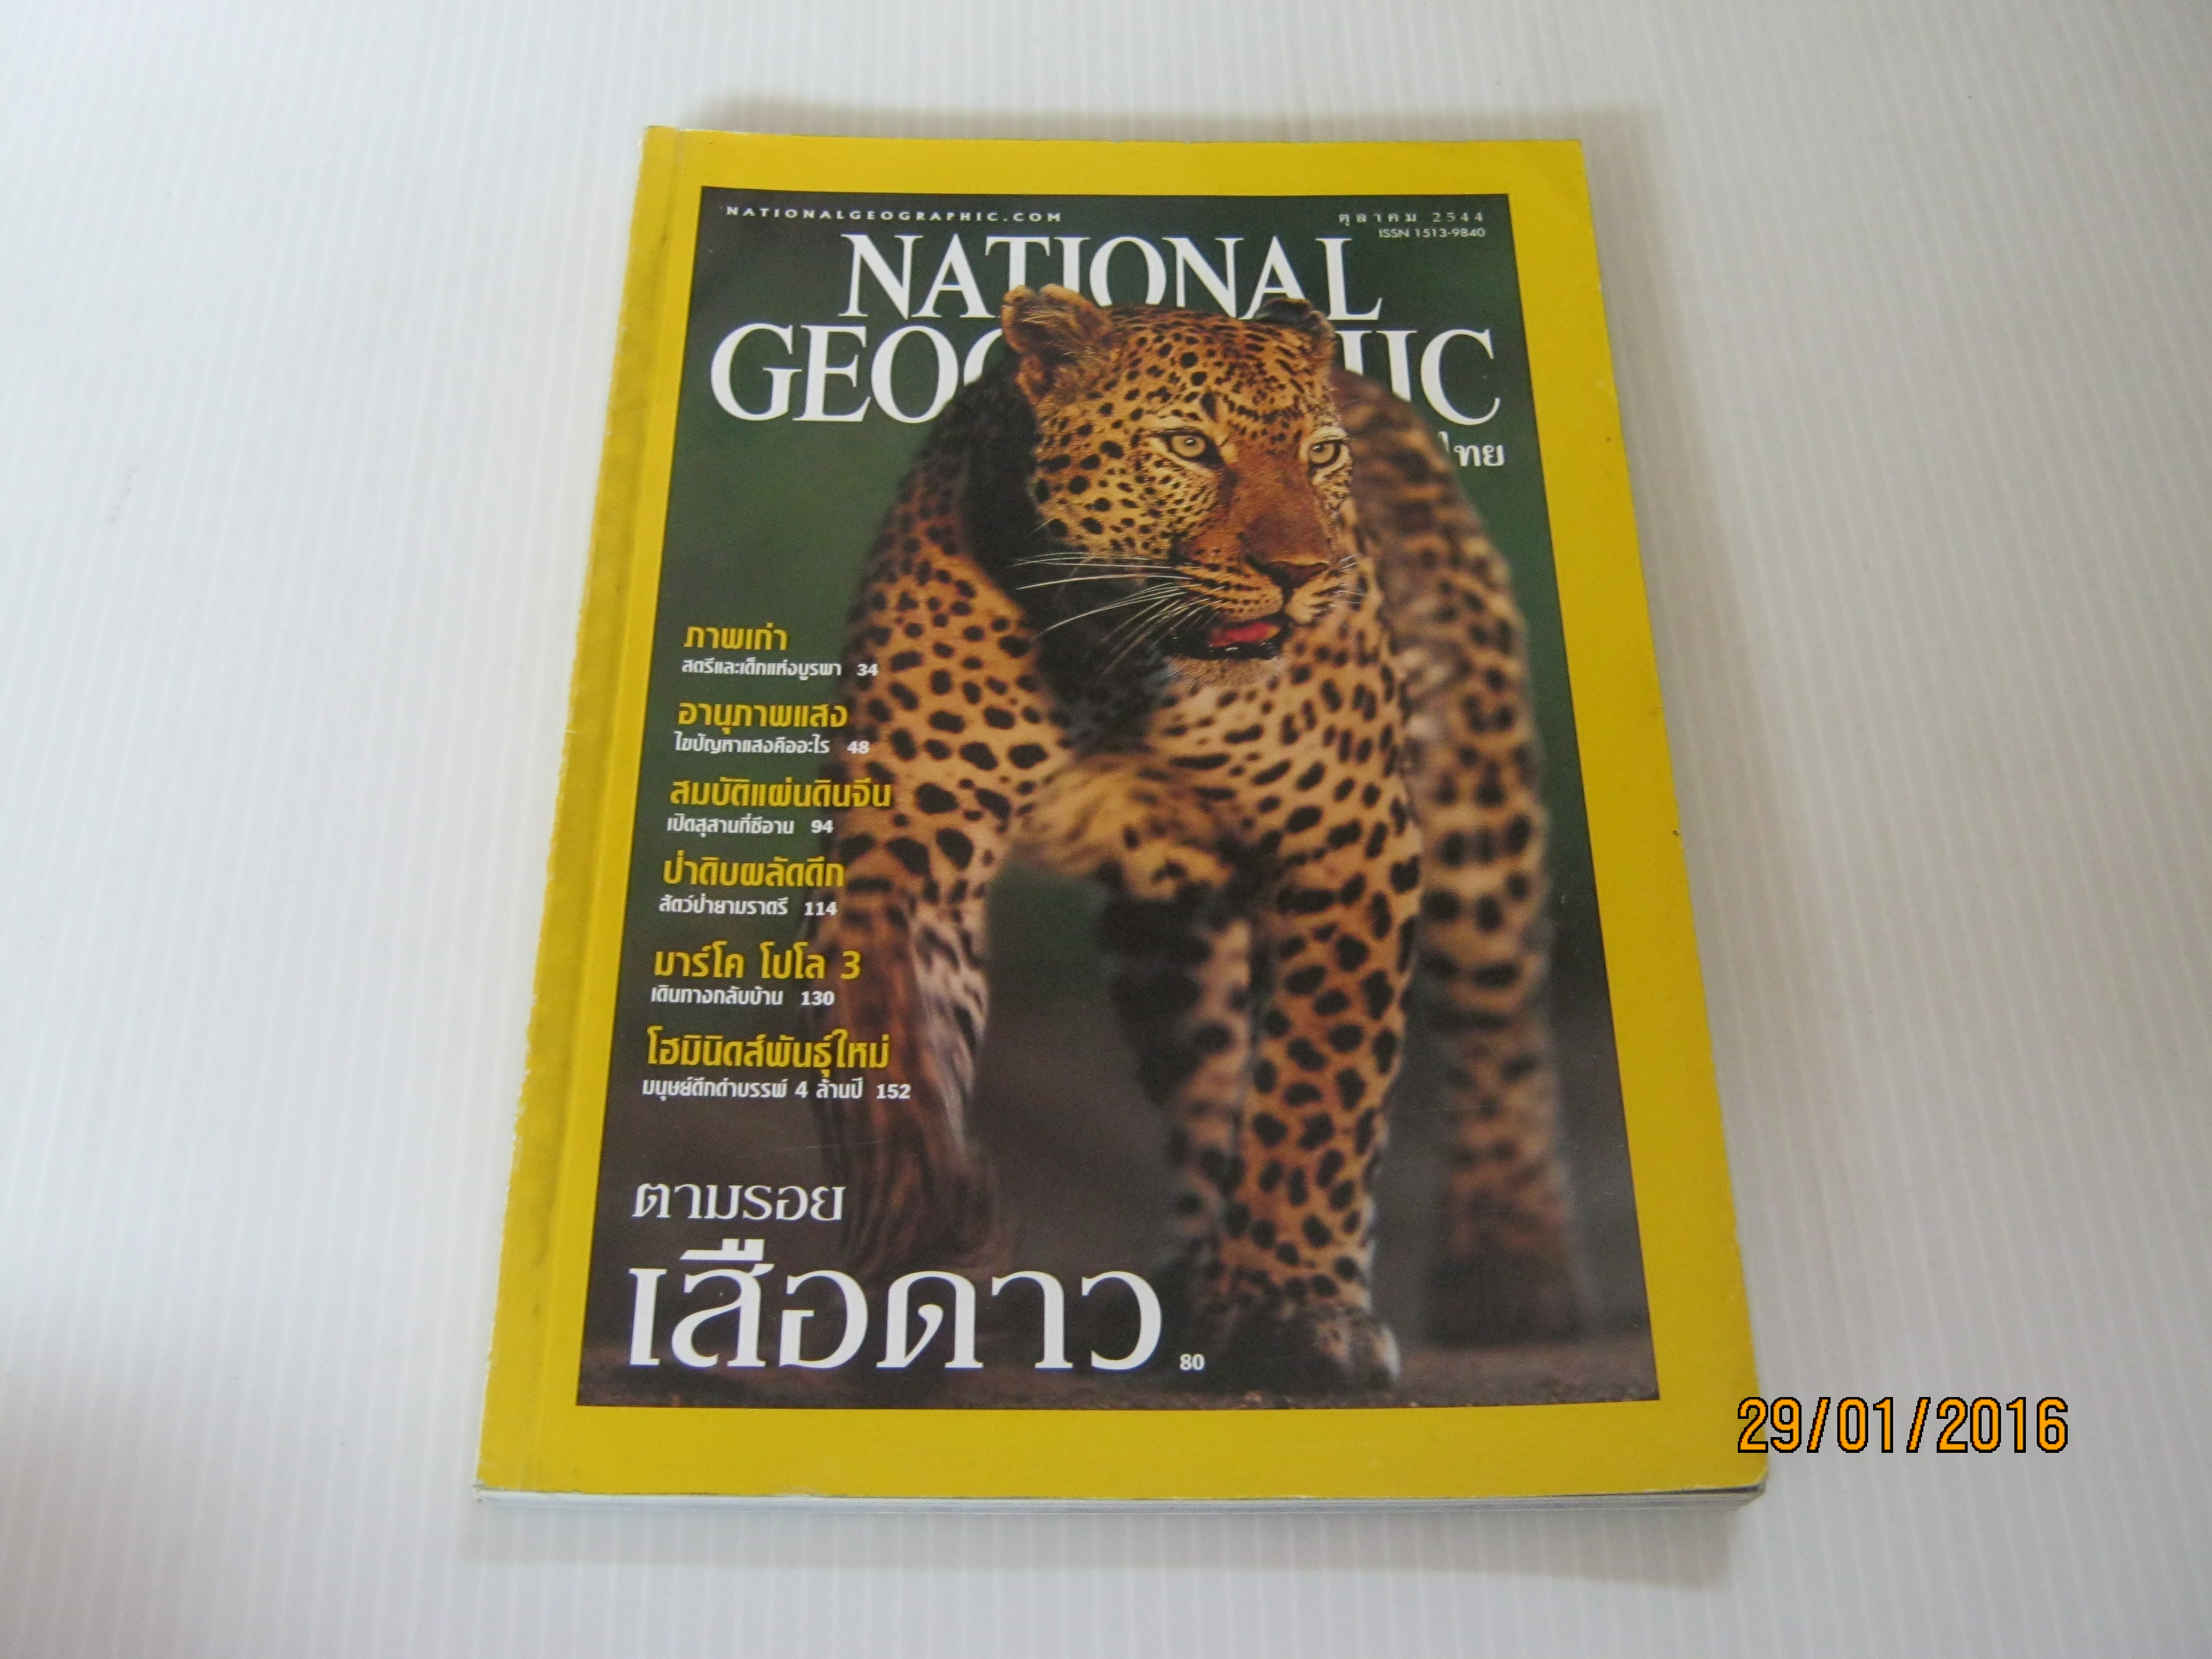 NATIONALGEOGRAPHIC.COM
ตุลาคม 2544
ISSN 1513-9840
NATIONAL
GEOGRAPHIC
ไทย
ภาพเก่า
สตรีและเด็กแห่งบูรพา 34
อานุภาพแสง
ไขปัญหาแสงคืออะไร 48
สมบัติแผ่นดินจีน
เปิดสุสานที่ซีอาน 94
ป่าดิบผลัดดึก
สัตว์ป่ายามราตรี 114
มาร์โค โปโล 3
เดินทางกลับบ้าน 130
โฮมินิดส์พันธุ์ใหม่
มนุษย์ดึกดำบรรพ์ 4 ล้านปี 152
ตามรอย
เสือดาว 80
29/01/2016